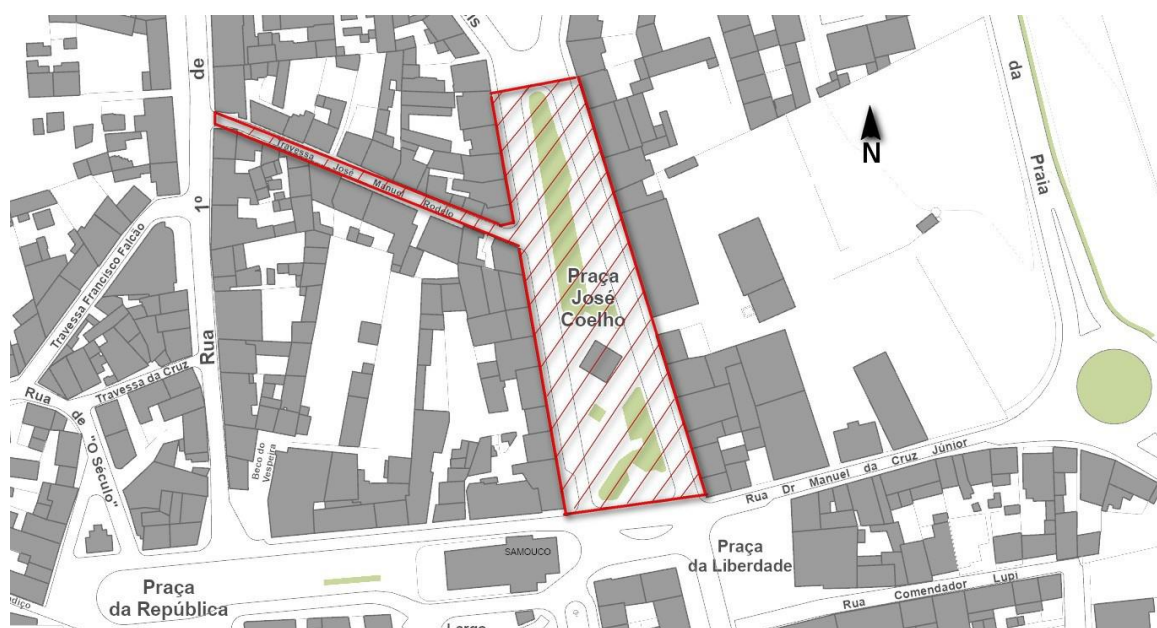 is
de
1º
Rua
da
Praia
N
Travessa José Manuel Rodelo
Travessa Francisco Falcão
Praça
José
Coelho
Travessa da Cruz
Rua de "O Século"
Beco do
Vespeira
Rua Dr Manuel da Cruz Júnior
SAMOUCO
Praça
da Liberdade
Praça
da República
Rua Comendador Lupi
Largo